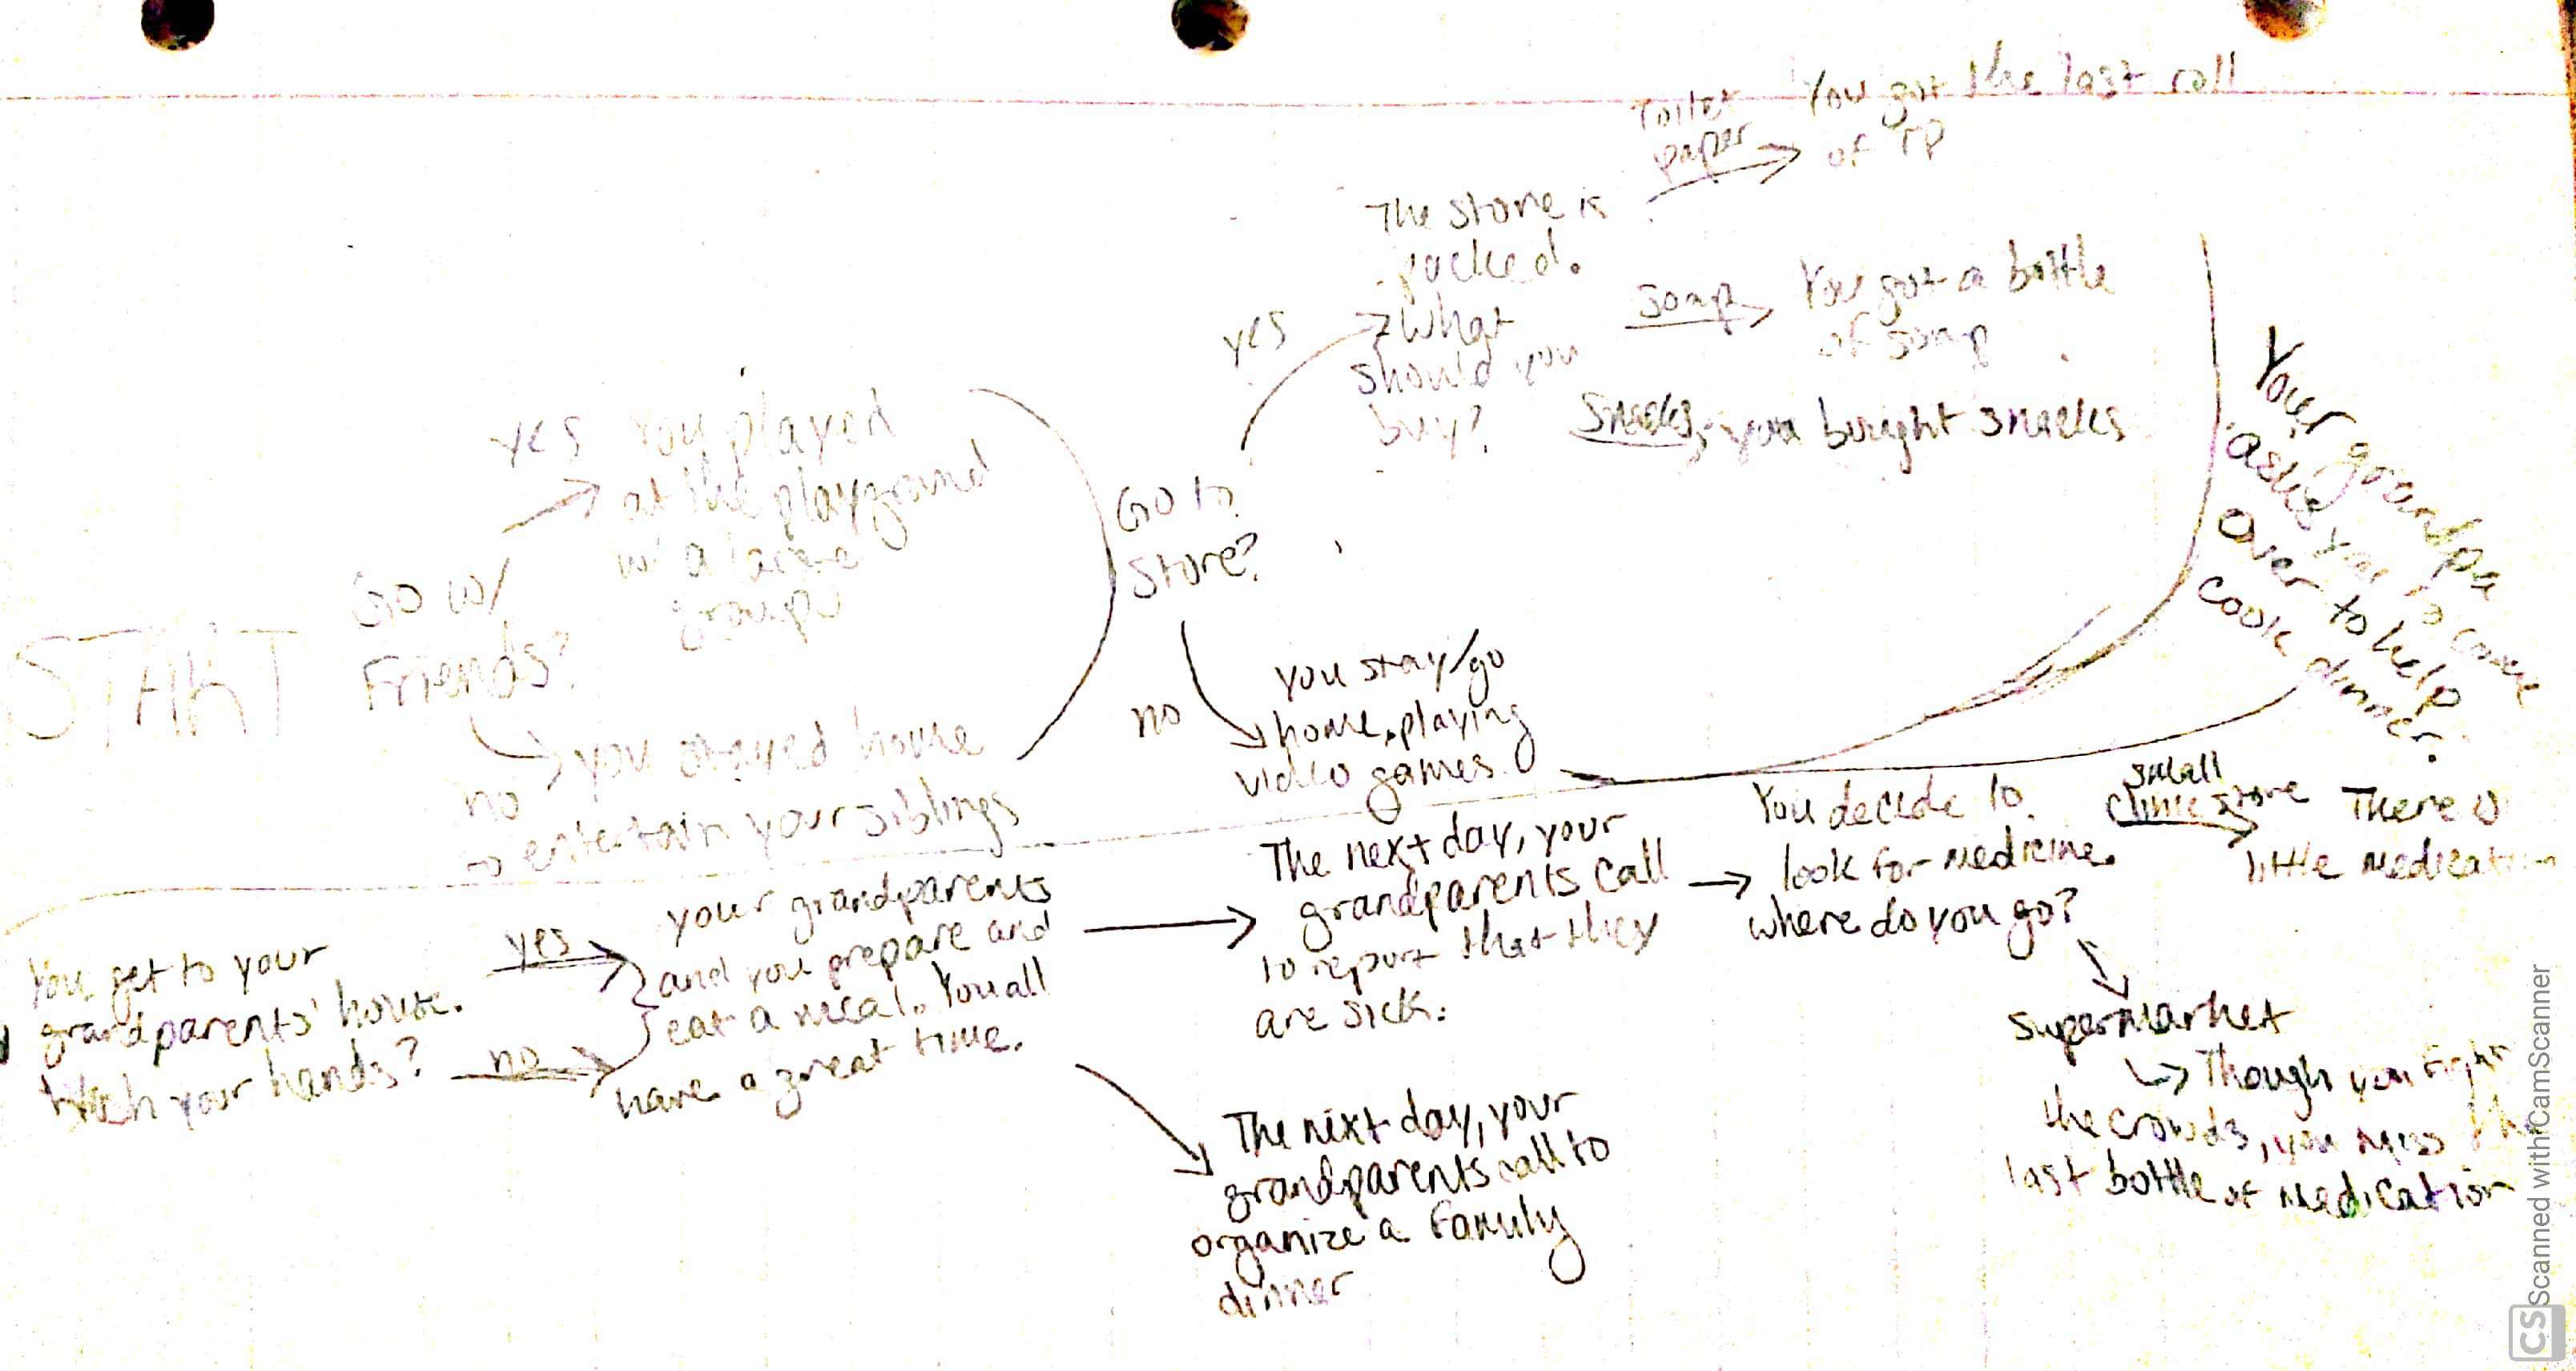 START
Go w/
Friends?
yes
You played
at the playground
w/ a large
group
no
you stayed home
→ entertain your siblings
Go to
Store?
yes
The store is
packed.
What
should you
buy?
Toilet
paper
You got the last roll
of TP
soap
You got a bottle
of soap
Snacks
you bought snacks
no
you stay/go
home, playing
video games.
Your grandpa
asks you to come
over to help
cook dinner.
You get to your
grandparents' house.
Wash your hands?
yes
no
your grandparents
and you prepare and
eat a meal. You all
have a great time.
The next day, your
grandparents call
to report that they
are sick.
The next day, your
grandparents call to
organize a family
dinner
You decide to
look for medicine.
where do you go?
small
clinic store
There is
little medication
supermarket
Though you fight
the crowds, you miss the
last bottle of medication
Scanned with CamScanner
CS